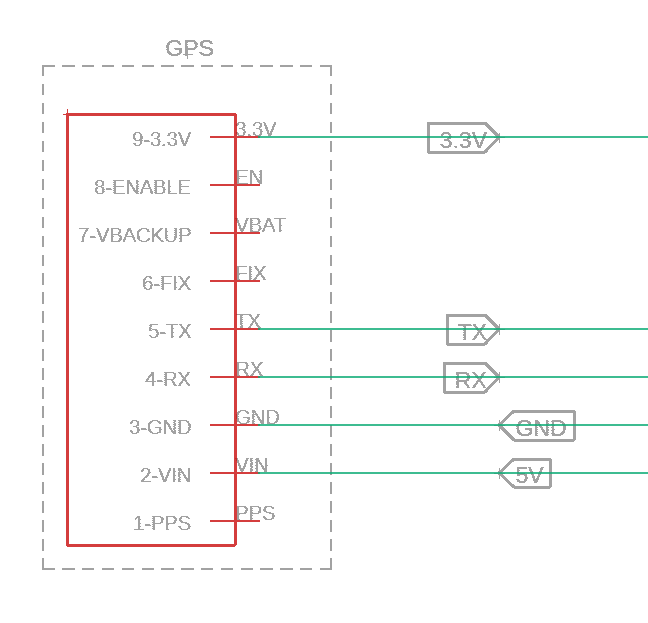 GPS
9-3.3V 3.3V 3.3V
8-ENABLE EN
7-VBACKUP VBAT
6-FIX FIX
5-TX TX TX
4-RX RX RX
3-GND GND GND
2-VIN VIN 5V
1-PPS PPS